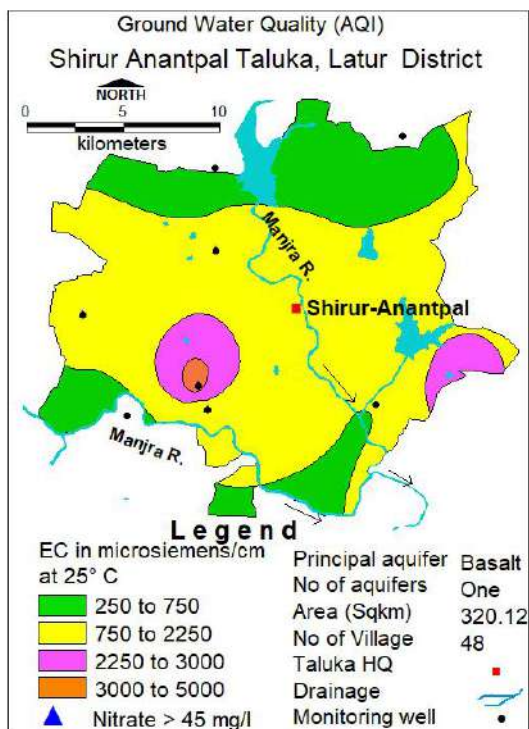 Ground Water Quality (AQI)
Shirur Anantpal Taluka, Latur District
NORTH
0 5 10
kilometers
Manjra R.
Shirur-Anantpal
Manjra R.
Legend
EC in microsiemens/cm
at 25° C
250 to 750
750 to 2250
2250 to 3000
3000 to 5000
Nitrate > 45 mg/l
Principal aquifer Basalt
No of aquifers One
Area (Sqkm) 320.12
No of Village 48
Taluka HQ
Drainage
Monitoring well